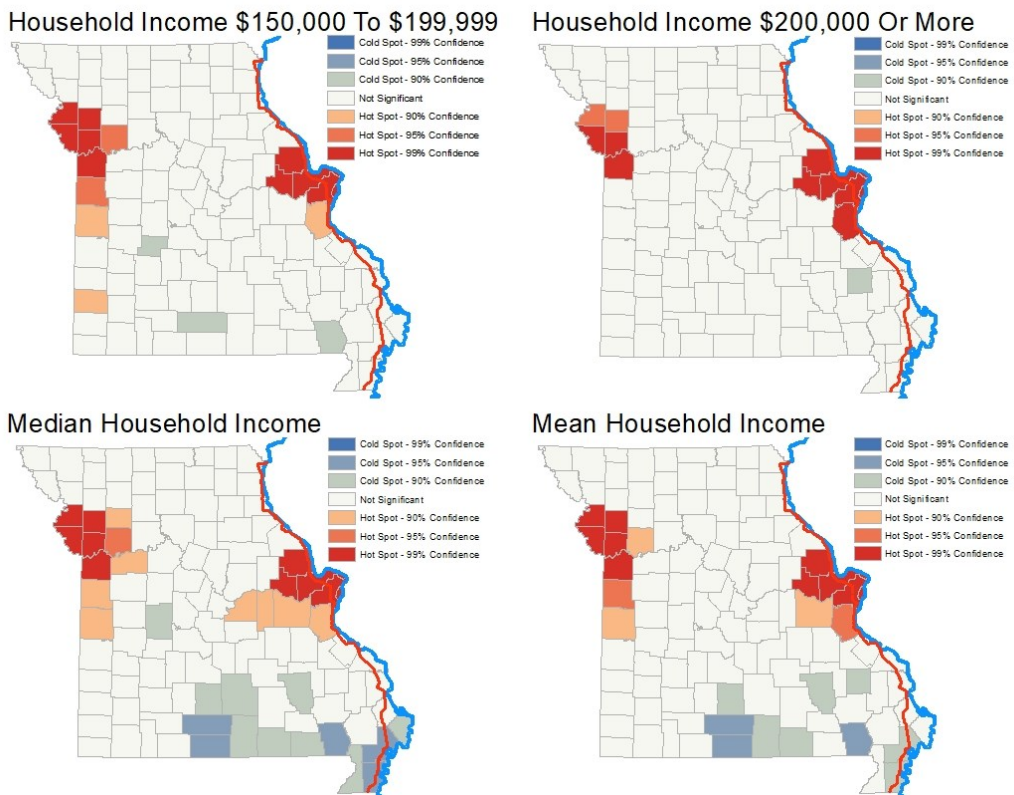 Household Income $150,000 To $199,999
Cold Spot - 99% Confidence
Cold Spot - 95% Confidence
Cold Spot - 90% Confidence
Not Significant
Hot Spot - 90% Confidence
Hot Spot - 95% Confidence
Hot Spot - 99% Confidence
Household Income $200,000 Or More
Cold Spot - 99% Confidence
Cold Spot - 95% Confidence
Cold Spot - 90% Confidence
Not Significant
Hot Spot - 90% Confidence
Hot Spot - 95% Confidence
Hot Spot - 99% Confidence
Median Household Income
Cold Spot - 99% Confidence
Cold Spot - 95% Confidence
Cold Spot - 90% Confidence
Not Significant
Hot Spot - 90% Confidence
Hot Spot - 95% Confidence
Hot Spot - 99% Confidence
Mean Household Income
Cold Spot - 99% Confidence
Cold Spot - 95% Confidence
Cold Spot - 90% Confidence
Not Significant
Hot Spot - 90% Confidence
Hot Spot - 95% Confidence
Hot Spot - 99% Confidence